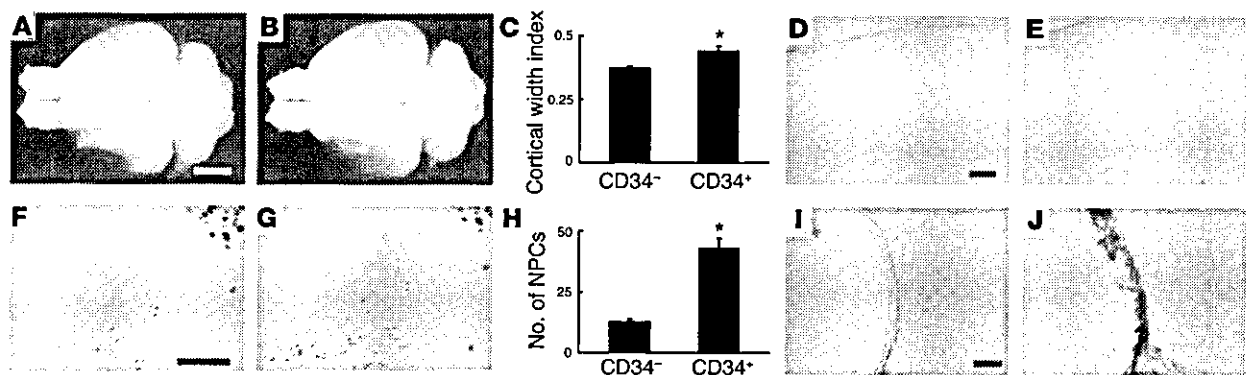 A
B
C
Cortical width index
0.5
0.25
0
*
CD34⁻
CD34⁺
D
E
F
G
H
No. of NPCs
50
25
0
*
CD34⁻
CD34⁺
I
J